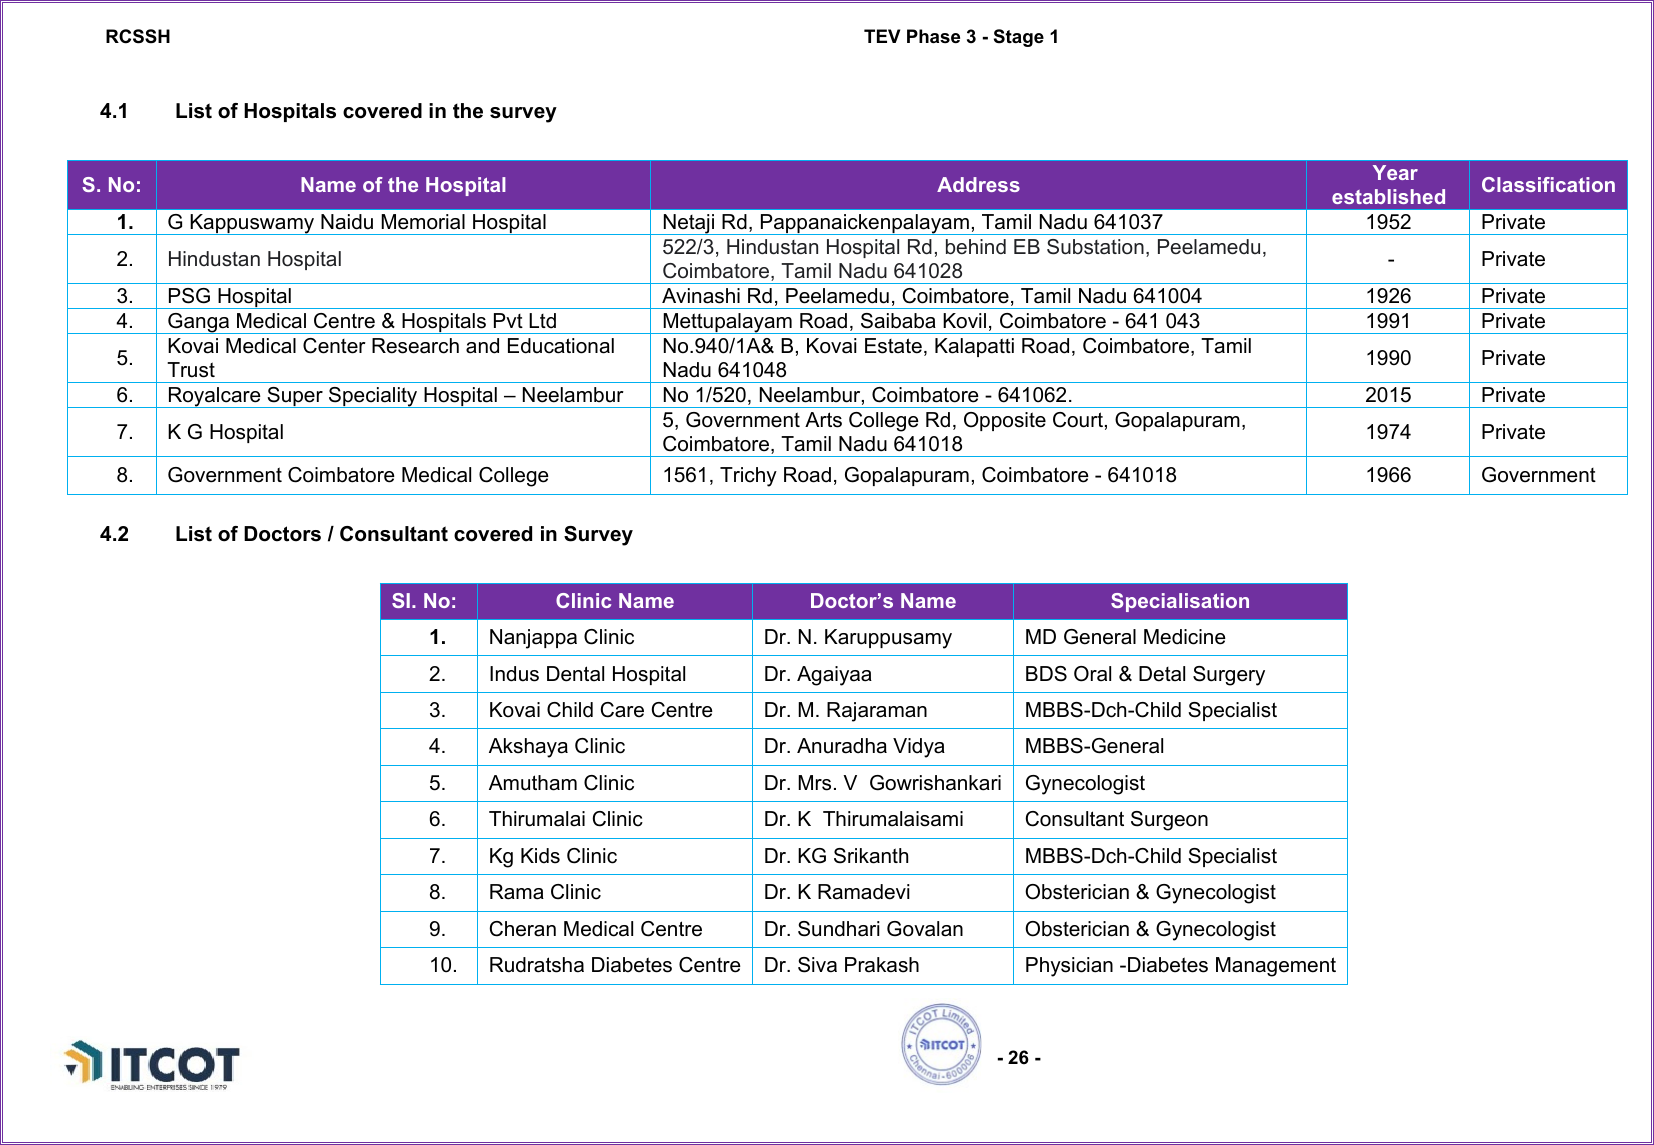 RCSSH TEV Phase 3 - Stage 1
4.1 List of Hospitals covered in the survey
S. No: Name of the Hospital Address Year established Classification
1. G Kappuswamy Naidu Memorial Hospital Netaji Rd, Pappanaickenpalayam, Tamil Nadu 641037 1952 Private
2. Hindustan Hospital 522/3, Hindustan Hospital Rd, behind EB Substation, Peelamedu, Coimbatore, Tamil Nadu 641028 - Private
3. PSG Hospital Avinashi Rd, Peelamedu, Coimbatore, Tamil Nadu 641004 1926 Private
4. Ganga Medical Centre & Hospitals Pvt Ltd Mettupalayam Road, Saibaba Kovil, Coimbatore - 641 043 1991 Private
5. Kovai Medical Center Research and Educational Trust No.940/1A& B, Kovai Estate, Kalapatti Road, Coimbatore, Tamil Nadu 641048 1990 Private
6. Royalcare Super Speciality Hospital – Neelambur No 1/520, Neelambur, Coimbatore - 641062. 2015 Private
7. K G Hospital 5, Government Arts College Rd, Opposite Court, Gopalapuram, Coimbatore, Tamil Nadu 641018 1974 Private
8. Government Coimbatore Medical College 1561, Trichy Road, Gopalapuram, Coimbatore - 641018 1966 Government
4.2 List of Doctors / Consultant covered in Survey
SI. No: Clinic Name Doctor’s Name Specialisation
1. Nanjappa Clinic Dr. N. Karuppusamy MD General Medicine
2. Indus Dental Hospital Dr. Agaiyaa BDS Oral & Detal Surgery
3. Kovai Child Care Centre Dr. M. Rajaraman MBBS-Dch-Child Specialist
4. Akshaya Clinic Dr. Anuradha Vidya MBBS-General
5. Amutham Clinic Dr. Mrs. V Gowrishankari Gynecologist
6. Thirumalai Clinic Dr. K Thirumalaisami Consultant Surgeon
7. Kg Kids Clinic Dr. KG Srikanth MBBS-Dch-Child Specialist
8. Rama Clinic Dr. K Ramadevi Obsterician & Gynecologist
9. Cheran Medical Centre Dr. Sundhari Govalan Obsterician & Gynecologist
10. Rudratsha Diabetes Centre Dr. Siva Prakash Physician -Diabetes Management
ITCOT
ENABLING ENTERPRISES SINCE 1979
ITCOT Limited
ITCOT
Chennai-600006
- 26 -